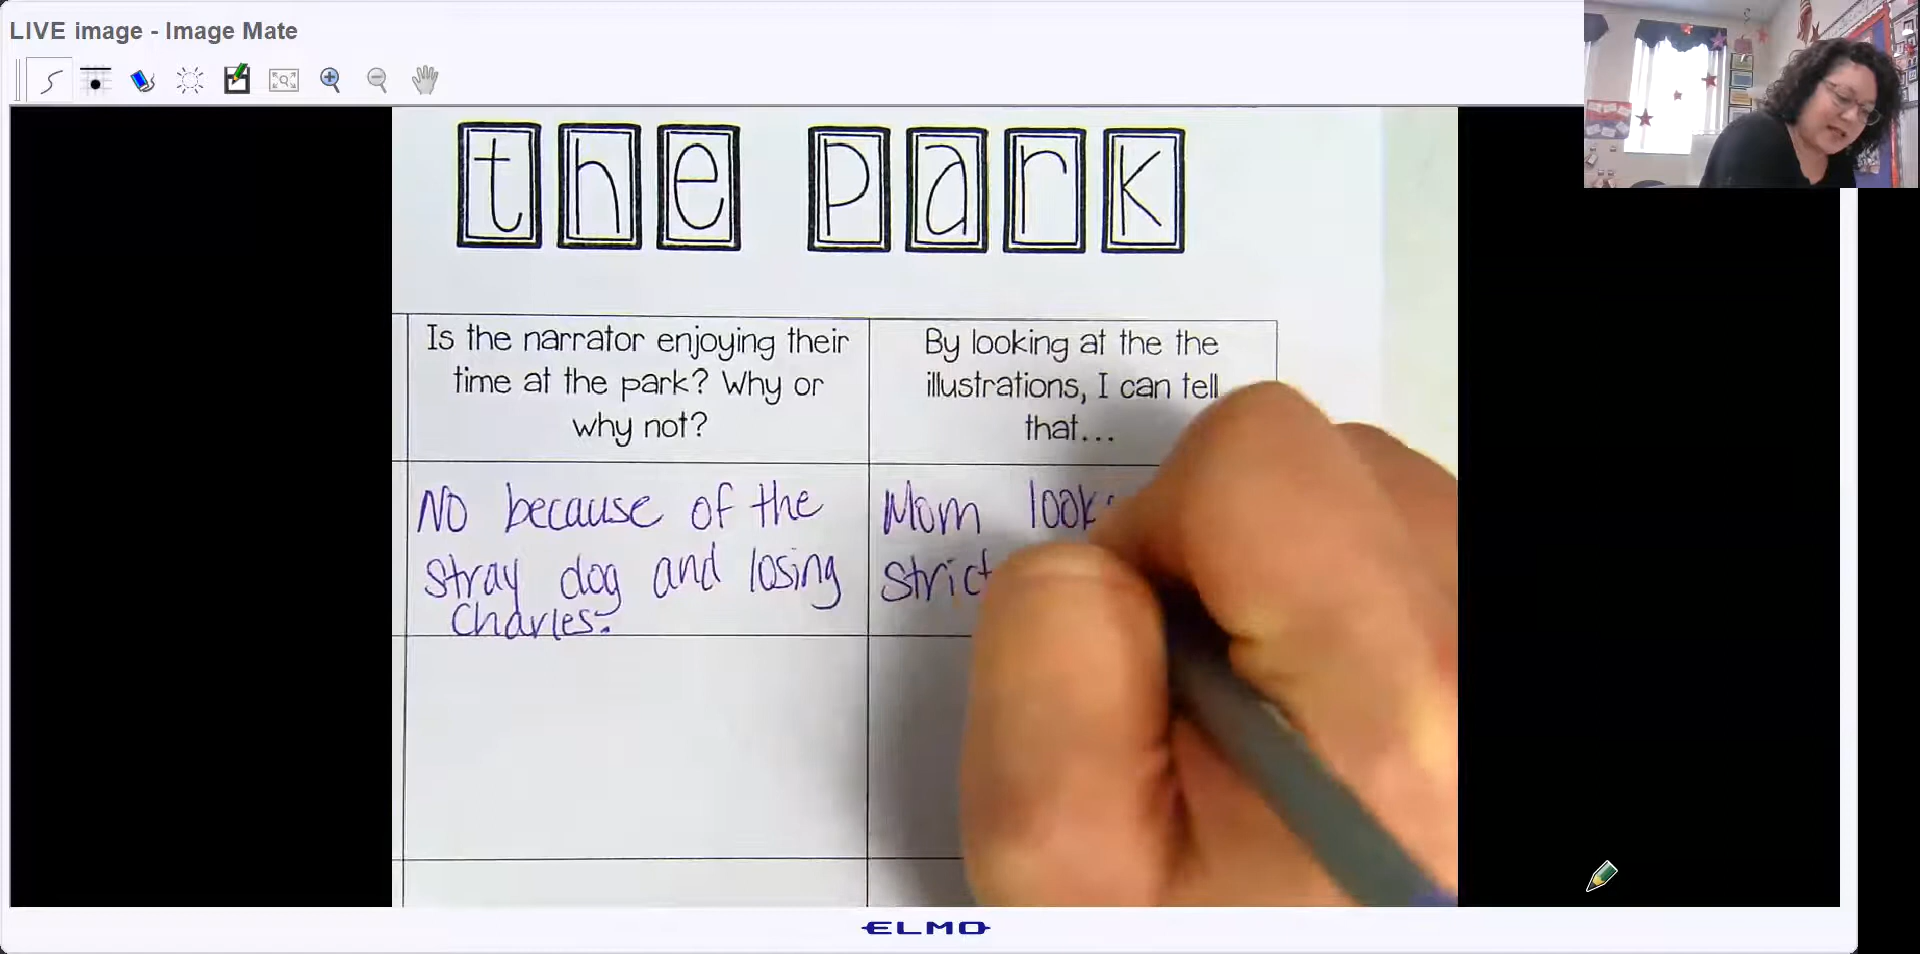 LIVE image - Image Mate
the park
Is the narrator enjoying their
time at the park? Why or
why not?
By looking at the the
illustrations, I can tell
that...
No because of the
stray dog and losing
Charles.
Mom looks
strict
ELMO